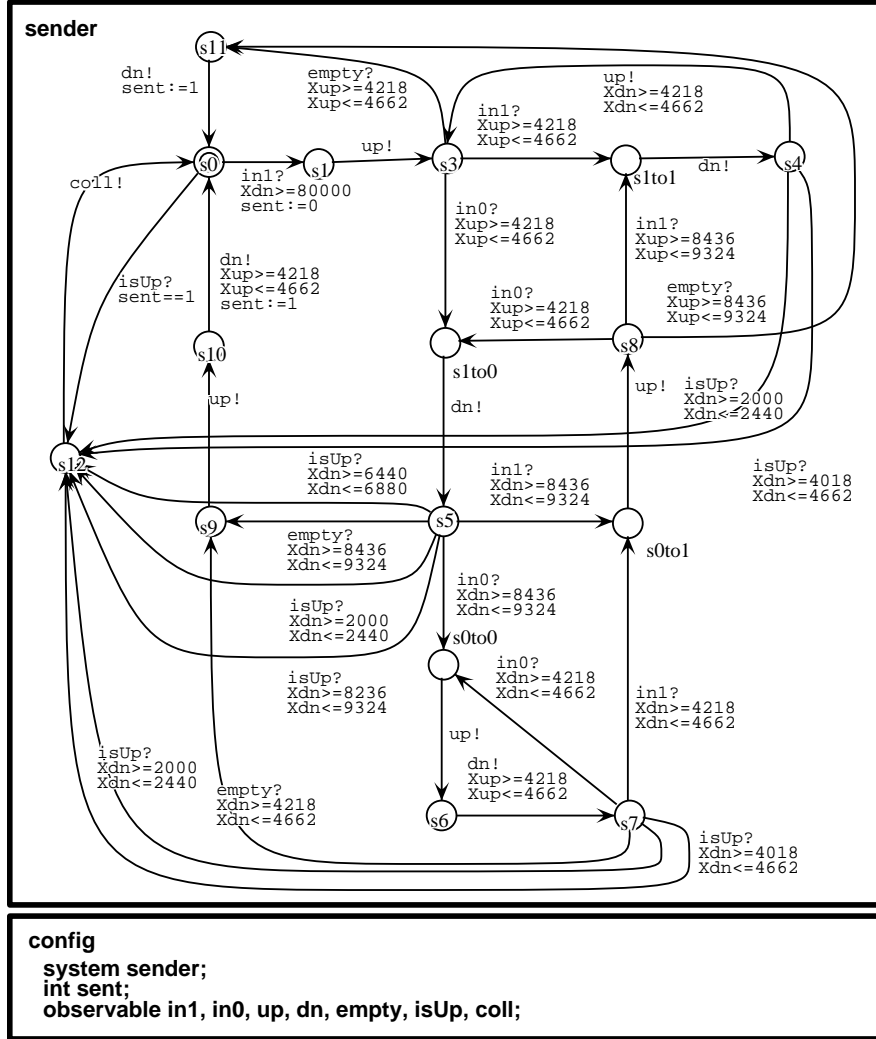 sender
s11
dn!
sent:=1
empty?
Xup>=4218
Xup<=4662
up!
Xdn>=4218
Xdn<=4662
in1?
Xup>=4218
Xup<=4662
s0
s1
up!
s3
s1to1
dn!
s4
coll!
in1?
Xdn>=80000
sent:=0
isUp?
sent==1
dn!
Xup>=4218
Xup<=4662
sent:=1
in0?
Xup>=4218
Xup<=4662
in1?
Xup>=8436
Xup<=9324
in0?
Xup>=4218
Xup<=4662
empty?
Xup>=8436
Xup<=9324
s10
s1to0
s8
up!
dn!
up!
isUp?
Xdn>=2000
Xdn<=2440
s12
isUp?
Xdn>=6440
Xdn<=6880
in1?
Xdn>=8436
Xdn<=9324
isUp?
Xdn>=4018
Xdn<=4662
s9
s5
s0to1
empty?
Xdn>=8436
Xdn<=9324
in0?
Xdn>=8436
Xdn<=9324
isUp?
Xdn>=2000
Xdn<=2440
s0to0
isUp?
Xdn>=8236
Xdn<=9324
in0?
Xdn>=4218
Xdn<=4662
in1?
Xdn>=4218
Xdn<=4662
up!
isUp?
Xdn>=2000
Xdn<=2440
dn!
Xup>=4218
Xup<=4662
empty?
Xdn>=4218
Xdn<=4662
s6
s7
isUp?
Xdn>=4018
Xdn<=4662
config
system sender;
int sent;
observable in1, in0, up, dn, empty, isUp, coll;